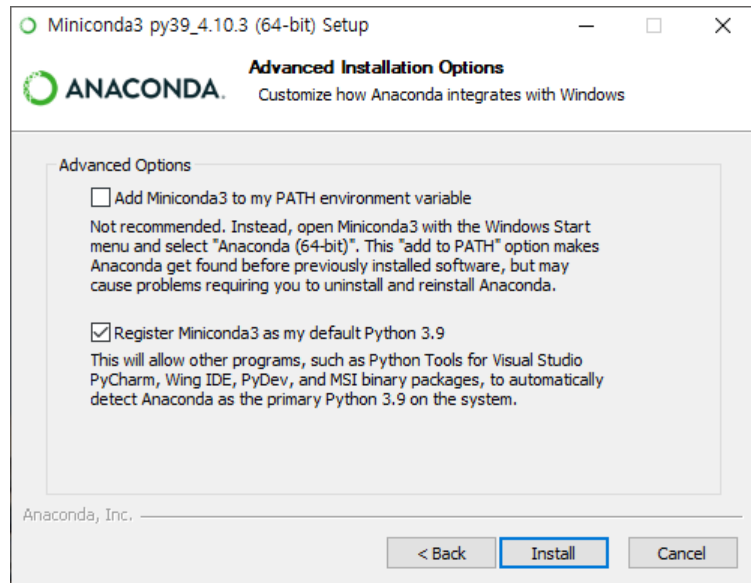 Miniconda3 py39_4.10.3 (64-bit) Setup
ANACONDA.
Advanced Installation Options
Customize how Anaconda integrates with Windows
Advanced Options
Add Miniconda3 to my PATH environment variable
Not recommended. Instead, open Miniconda3 with the Windows Start
menu and select "Anaconda (64-bit)". This "add to PATH" option makes
Anaconda get found before previously installed software, but may
cause problems requiring you to uninstall and reinstall Anaconda.
Register Miniconda3 as my default Python 3.9
This will allow other programs, such as Python Tools for Visual Studio
PyCharm, Wing IDE, PyDev, and MSI binary packages, to automatically
detect Anaconda as the primary Python 3.9 on the system.
Anaconda, Inc.
< Back
Install
Cancel